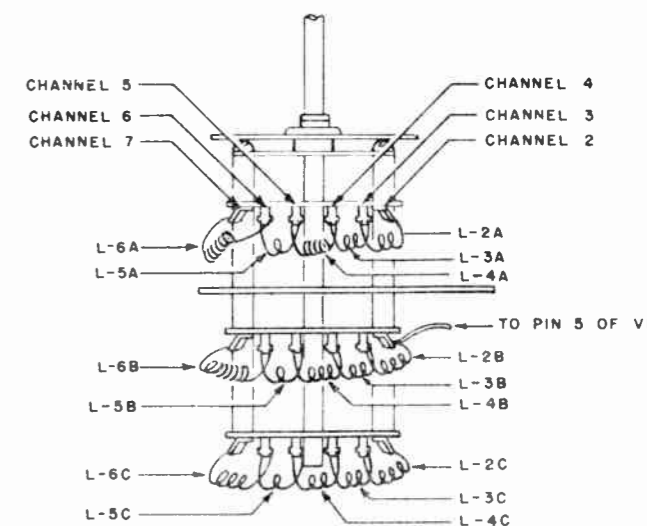 CHANNEL 5
CHANNEL 4
CHANNEL 6
CHANNEL 3
CHANNEL 7
CHANNEL 2
L-6A
L-2A
L-5A
L-3A
L-4A
TO PIN 5 OF V
L-6B
L-2B
L-3B
L-5B
L-4B
L-6C
L-2C
L-5C
L-3C
L-4C